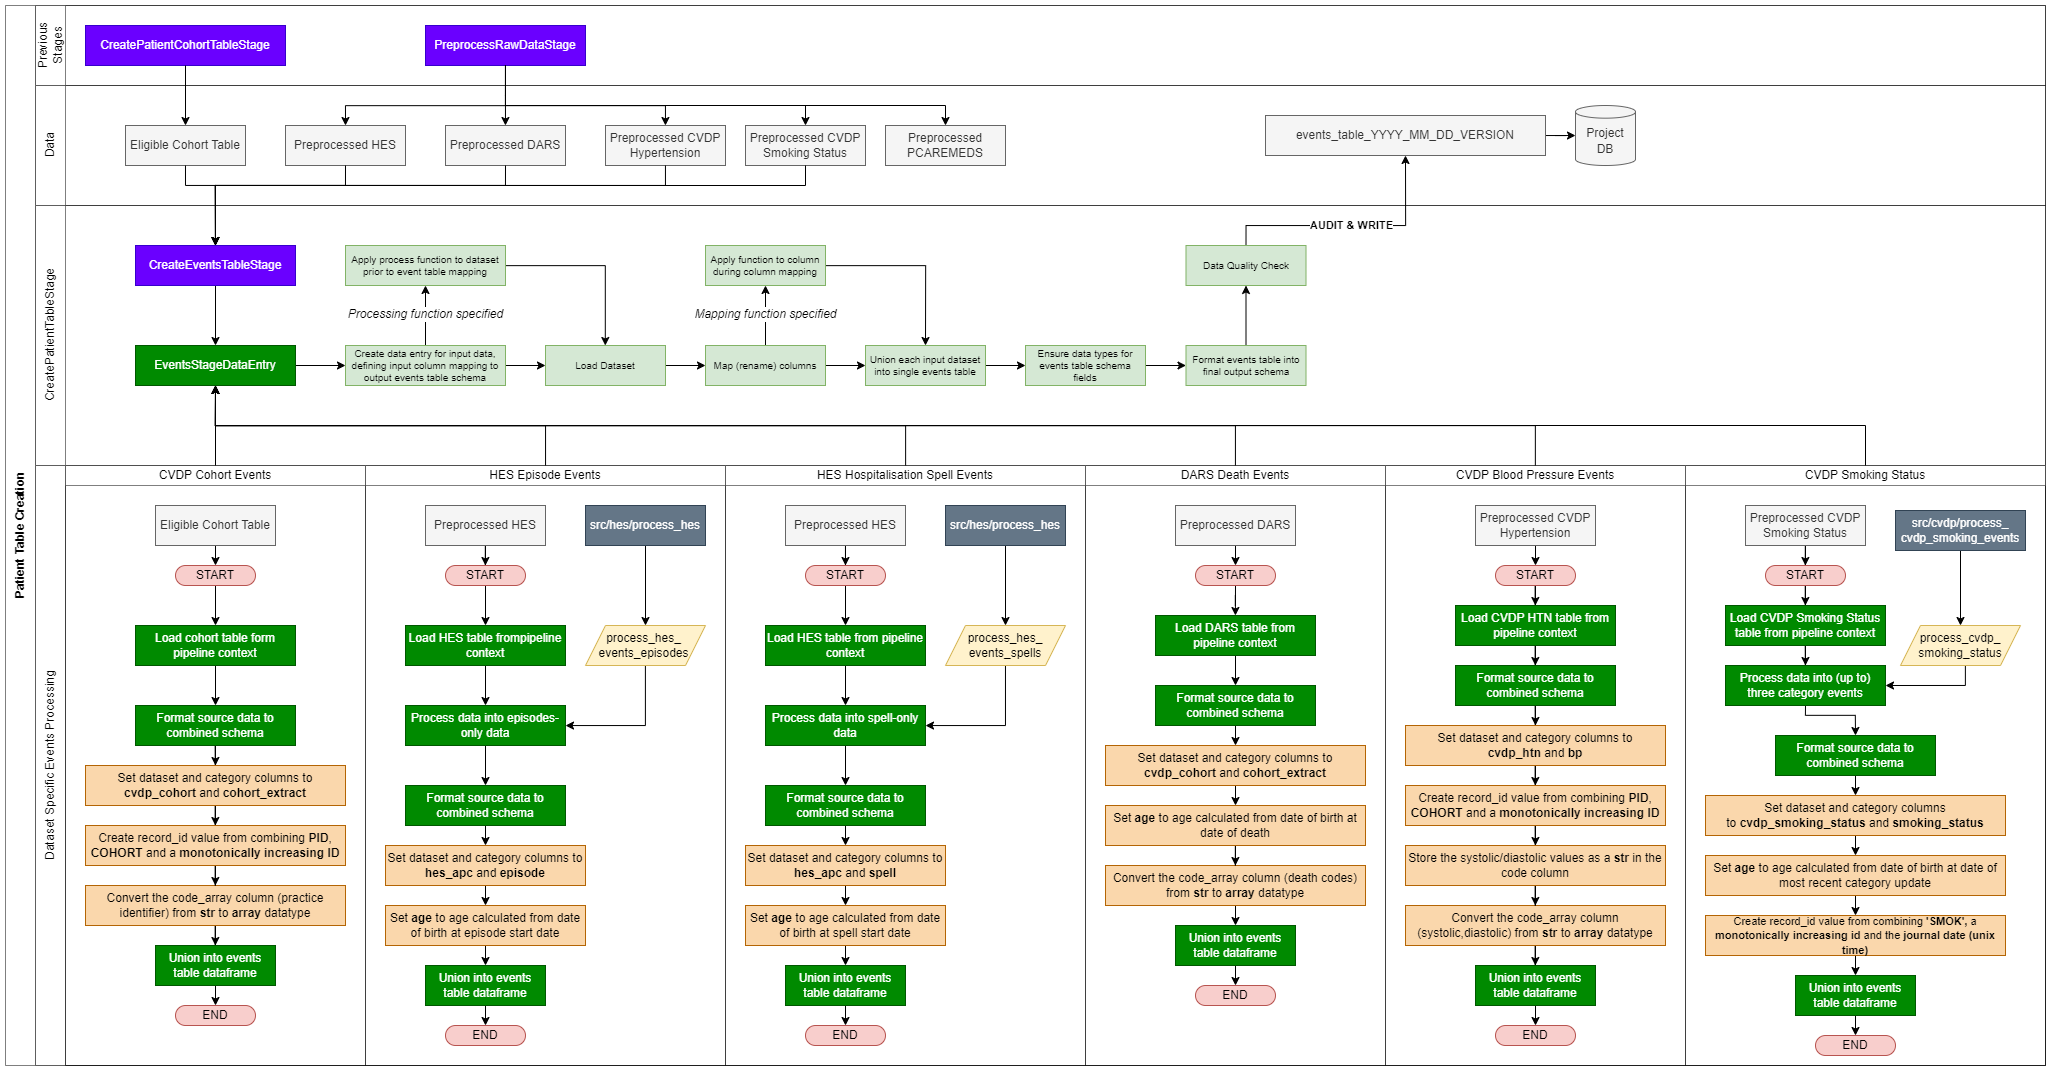 Patient Table Creation
Previous
Stages
CreatePatientCohortTableStage
PreprocessRawDataStage
Data
Eligible Cohort Table
Preprocessed HES
Preprocessed DARS
Preprocessed CVDP
Hypertension
Preprocessed CVDP
Smoking Status
Preprocessed
PCAREMEDS
events_table_YYYY_MM_DD_VERSION
Project
DB
CreatePatientTableStage
AUDIT & WRITE
CreateEventsTableStage
Apply process function to dataset
prior to event table mapping
Apply function to column
during column mapping
Data Quality Check
Processing function specified
Mapping function specified
EventsStageDataEntry
Create data entry for input data,
defining input column mapping to
output events table schema
Load Dataset
Map (rename) columns
Union each input dataset
into single events table
Ensure data types for
events table schema
fields
Format events table into
final output schema
Dataset Specific Events Processing
CVDP Cohort Events
Eligible Cohort Table
START
Load cohort table form
pipeline context
Format source data to
combined schema
Set dataset and category columns to
cvdp_cohort and cohort_extract
Create record_id value from combining PID,
COHORT and a monotonically increasing ID
Convert the code_array column (practice
identifier) from str to array datatype
Union into events
table dataframe
END
HES Episode Events
Preprocessed HES
src/hes/process_hes
START
Load HES table frompipeline
context
process_hes_
events_episodes
Process data into episodes-
only data
Format source data to
combined schema
Set dataset and category columns to
hes_apc and episode
Set age to age calculated from date
of birth at episode start date
Union into events
table dataframe
END
HES Hospitalisation Spell Events
Preprocessed HES
src/hes/process_hes
START
Load HES table from pipeline
context
process_hes_
events_spells
Process data into spell-only
data
Format source data to
combined schema
Set dataset and category columns to
hes_apc and spell
Set age to age calculated from date
of birth at spell start date
Union into events
table dataframe
END
DARS Death Events
Preprocessed DARS
START
Load DARS table from
pipeline context
Format source data to
combined schema
Set dataset and category columns to
cvdp_cohort and cohort_extract
Set age to age calculated from date of birth at
date of death
Convert the code_array column (death codes)
from str to array datatype
Union into events
table dataframe
END
CVDP Blood Pressure Events
Preprocessed CVDP
Hypertension
START
Load CVDP HTN table from
pipeline context
Format source data to
combined schema
Set dataset and category columns to
cvdp_htn and bp
Create record_id value from combining PID,
COHORT and a monotonically increasing ID
Store the systolic/diastolic values as a str in the
code column
Convert the code_array column
(systolic,diastolic) from str to array datatype
Union into events
table dataframe
END
CVDP Smoking Status
Preprocessed CVDP
Smoking Status
src/cvdp/process_
cvdp_smoking_events
START
Load CVDP Smoking Status
table from pipeline context
process_cvdp_
smoking_status
Process data into (up to)
three category events
Format source data to
combined schema
Set dataset and category columns
to cvdp_smoking_status and smoking_status
Set age to age calculated from date of birth at date of
most recent category update
Create record_id value from combining 'SMOK', a
monotonically increasing id and the journal date (unix
time)
Union into events
table dataframe
END